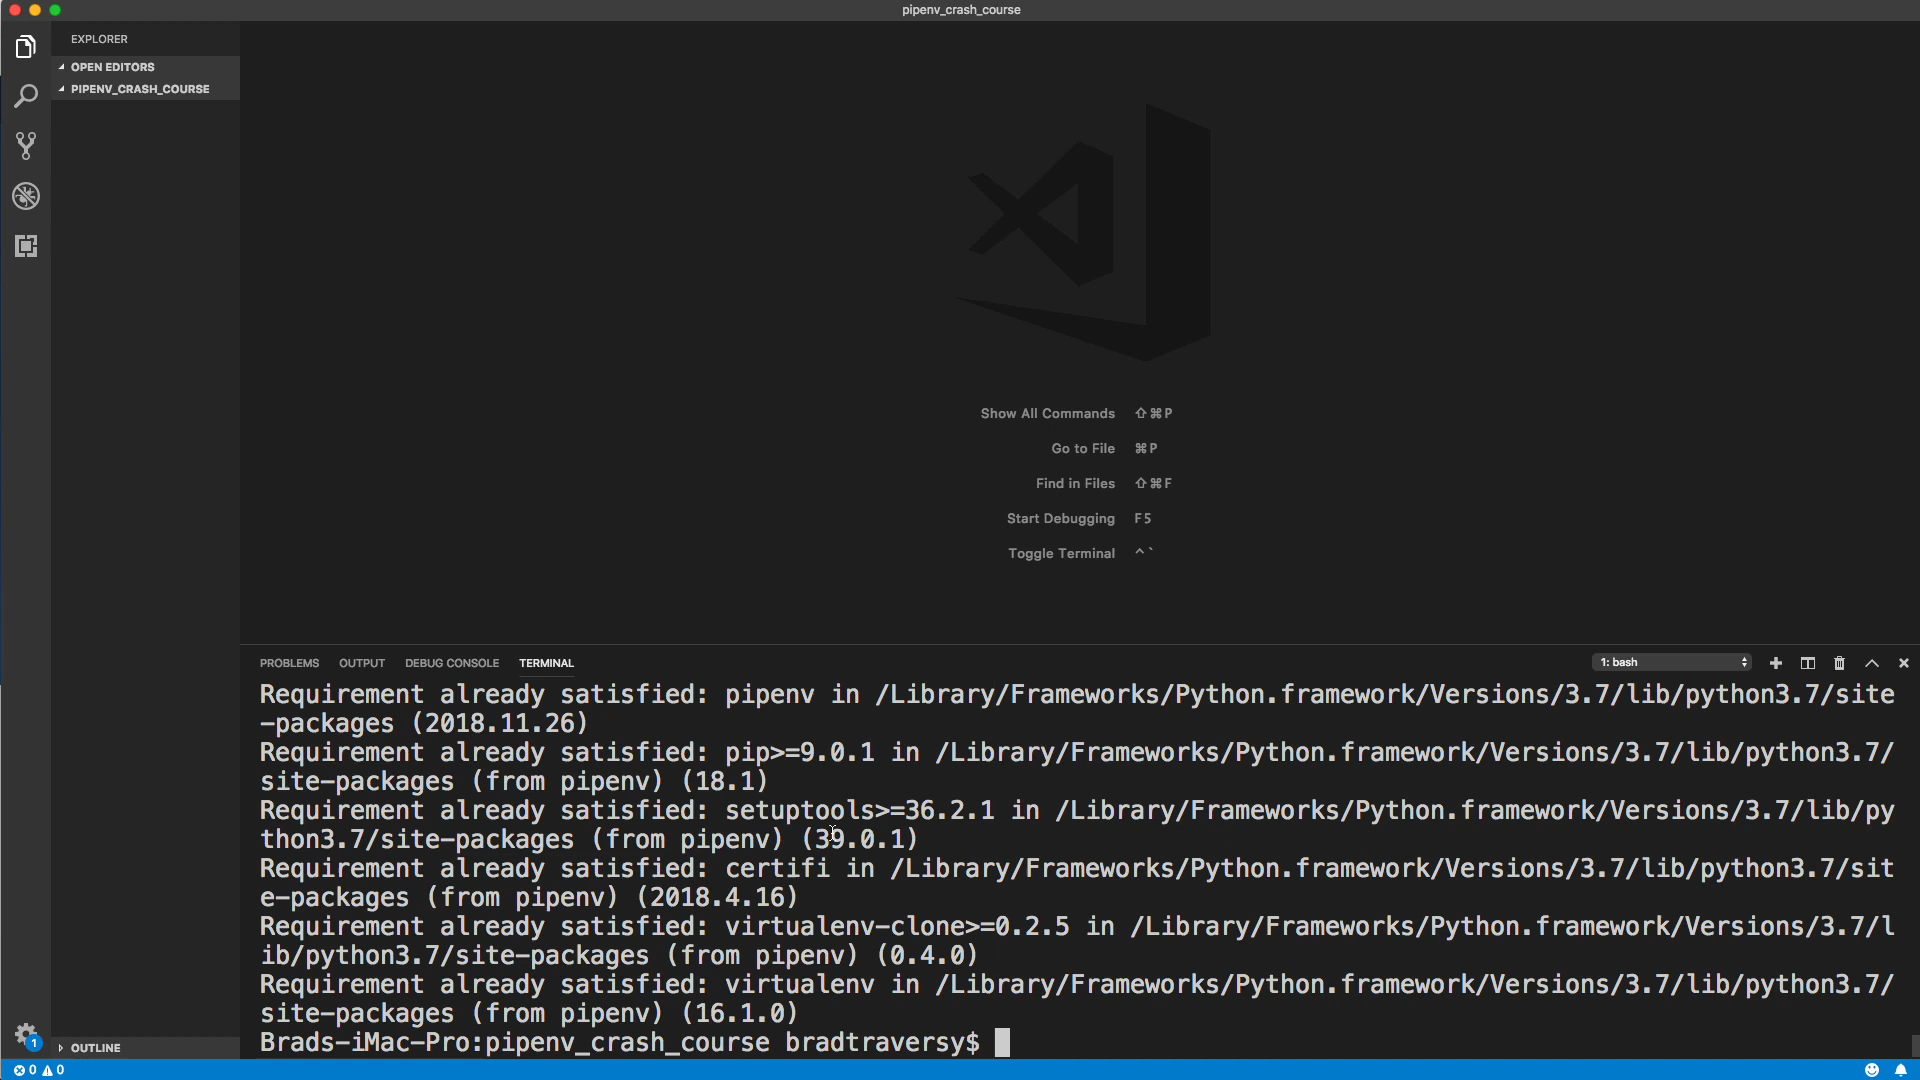 pipenv_crash_course
EXPLORER
OPEN EDITORS
PIPENV_CRASH_COURSE
Show All Commands ⇧⌘P
Go to File ⌘P
Find in Files ⇧⌘F
Start Debugging F5
Toggle Terminal ^`
PROBLEMS OUTPUT DEBUG CONSOLE TERMINAL
1: bash
Requirement already satisfied: pipenv in /Library/Frameworks/Python.framework/Versions/3.7/lib/python3.7/site
-packages (2018.11.26)
Requirement already satisfied: pip>=9.0.1 in /Library/Frameworks/Python.framework/Versions/3.7/lib/python3.7/
site-packages (from pipenv) (18.1)
Requirement already satisfied: setuptools>=36.2.1 in /Library/Frameworks/Python.framework/Versions/3.7/lib/py
thon3.7/site-packages (from pipenv) (39.0.1)
Requirement already satisfied: certifi in /Library/Frameworks/Python.framework/Versions/3.7/lib/python3.7/sit
e-packages (from pipenv) (2018.4.16)
Requirement already satisfied: virtualenv-clone>=0.2.5 in /Library/Frameworks/Python.framework/Versions/3.7/l
ib/python3.7/site-packages (from pipenv) (0.4.0)
Requirement already satisfied: virtualenv in /Library/Frameworks/Python.framework/Versions/3.7/lib/python3.7/
site-packages (from pipenv) (16.1.0)
Brads-iMac-Pro:pipenv_crash_course bradtraversy$
1
OUTLINE
0 0